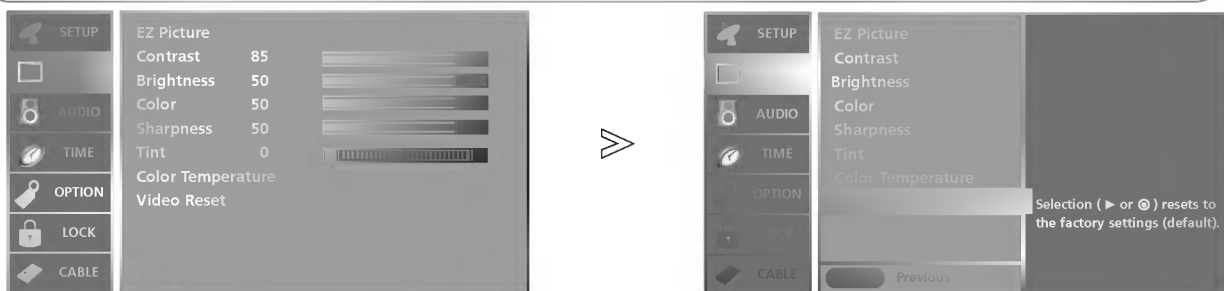 SETUP
AUDIO
TIME
OPTION
LOCK
CABLE
EZ Picture
Contrast 85
Brightness 50
Color 50
Sharpness 50
Tint 0
Color Temperature
Video Reset
SETUP
AUDIO
TIME
OPTION
LOCK
CABLE
EZ Picture
Contrast
Brightness
Color
Sharpness
Tint
Color Temperature
Previous
Selection ( ► or ◉ ) resets to
the factory settings (default).